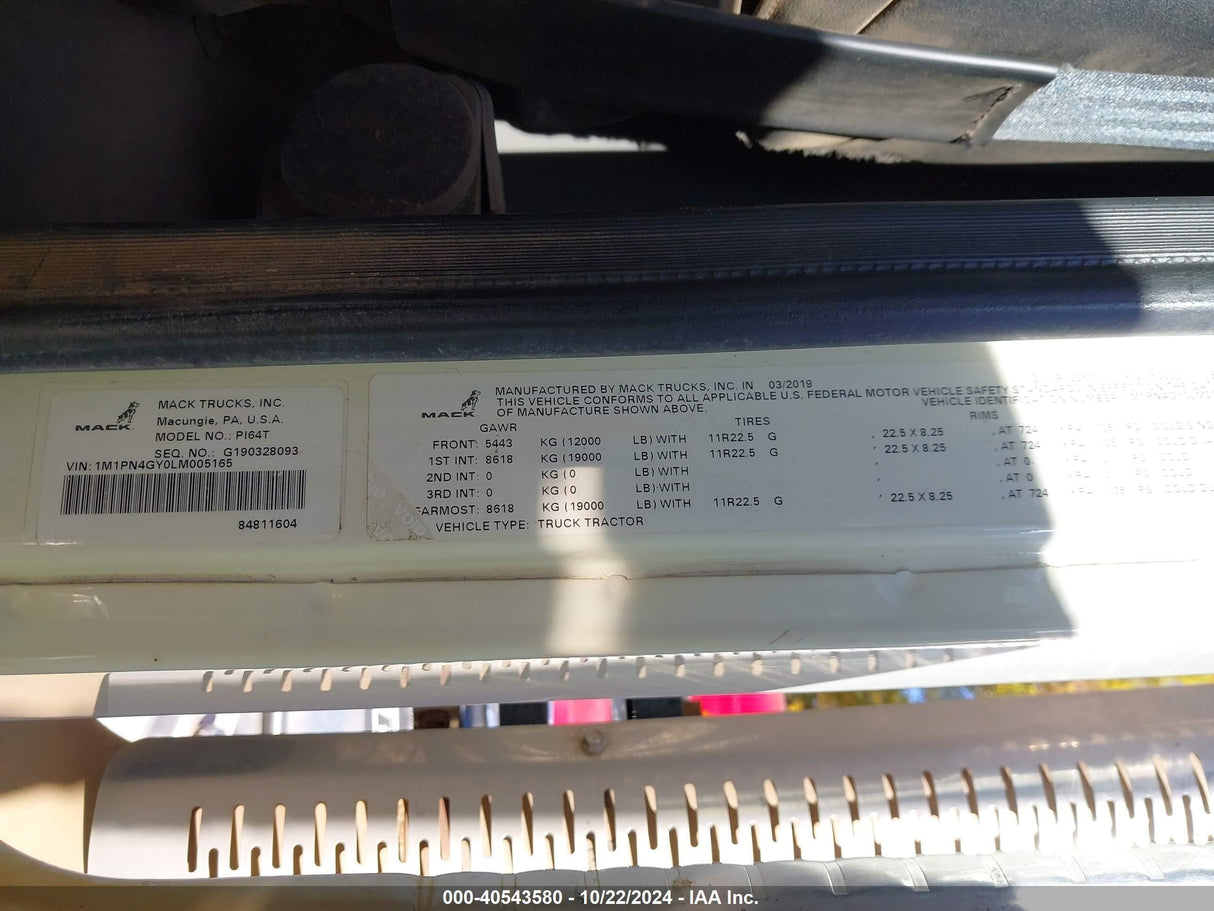 MACK
MACK TRUCKS, INC.
Macungie, PA, U.S.A.
MODEL NO.: PI64T
SEQ. NO.: G190328093
VIN: 1M1PN4GY0LM005165
84811604
MACK
MANUFACTURED BY MACK TRUCKS, INC. IN 03/2019
THIS VEHICLE CONFORMS TO ALL APPLICABLE U.S. FEDERAL MOTOR VEHICLE SAFETY
OF MANUFACTURE SHOWN ABOVE. VEHICLE
GAWR TIRES RIMS
FRONT: 5443 KG (12000 LB) WITH 11R22.5 G , 22.5 X 8.25 , AT 724
1ST INT: 8618 KG (19000 LB) WITH 11R22.5 G , 22.5 X 8.25 , AT 724
2ND INT: 0 KG (0 LB) WITH , AT 0
3RD INT: 0 KG (0 LB) WITH , AT 0
ARMOST: 8618 KG (19000 LB) WITH 11R22.5 G , 22.5 X 8.25 , AT 724
VOID
VEHICLE TYPE: TRUCK TRACTOR
000-40543580 - 10/22/2024 - IAA Inc.